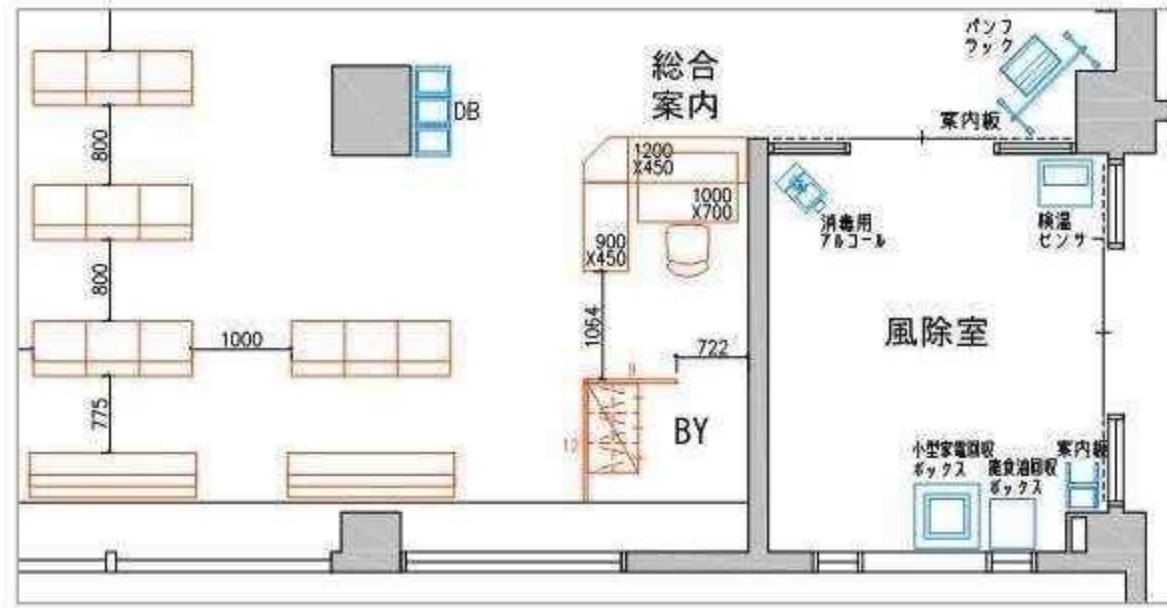 パンフ
ラック
総合
案内
DB
案内板
800
1200
X450
1000
X700
消毒用
アルコール
検温
センサー
900
X450
800
1064
1000
722
風除室
9
775
BY
12
小型家電回収
ボックス
廃食油回収
ボックス
案内板